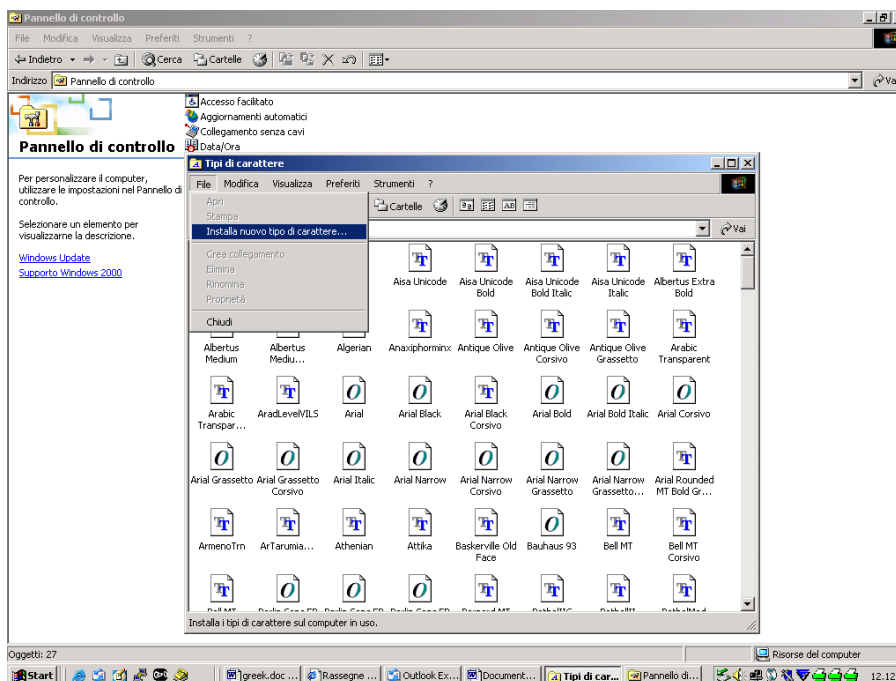 Pannello di controllo
File Modifica Visualizza Preferiti Strumenti ?
Indietro Cerca Cartelle
Indirizzo Pannello di controllo
Pannello di controllo
Per personalizzare il computer,
utilizzare le impostazioni nel Pannello di
controllo.
Selezionare un elemento per
visualizzarne la descrizione.
Windows Update
Supporto Windows 2000
Accesso facilitato
Aggiornamenti automatici
Collegamento senza cavi
Data/Ora
Tipi di carattere
File Modifica Visualizza Preferiti Strumenti ?
Cartelle
Vai
Apri
Stampa
Installa nuovo tipo di carattere...
Crea collegamento
Elimina
Rinomina
Proprietà
Chiudi
Aisa Unicode
Aisa Unicode Bold
Aisa Unicode Bold Italic
Aisa Unicode Italic
Albertus Extra Bold
Albertus Medium
Albertus Mediu...
Algerian
Anaxiphorminx
Antique Olive
Antique Olive Corsivo
Antique Olive Grassetto
Arabic Transparent
Arabic Transpar...
AradLevelVILS
Arial
Arial Black
Arial Black Corsivo
Arial Bold
Arial Bold Italic
Arial Corsivo
Arial Grassetto
Arial Grassetto Corsivo
Arial Italic
Arial Narrow
Arial Narrow Corsivo
Arial Narrow Grassetto
Arial Narrow Grassetto...
Arial Rounded MT Bold Gr...
ArmenoTrn
ArTarumia...
Athenian
Attika
Baskerville Old Face
Bauhaus 93
Bell MT
Bell MT Corsivo
Installa i tipi di carattere sul computer in uso.
Oggetti: 27
Risorse del computer
Start
greek.doc ...
Rassegne ...
Outlook Ex...
Document...
Tipi di car...
Pannello di...